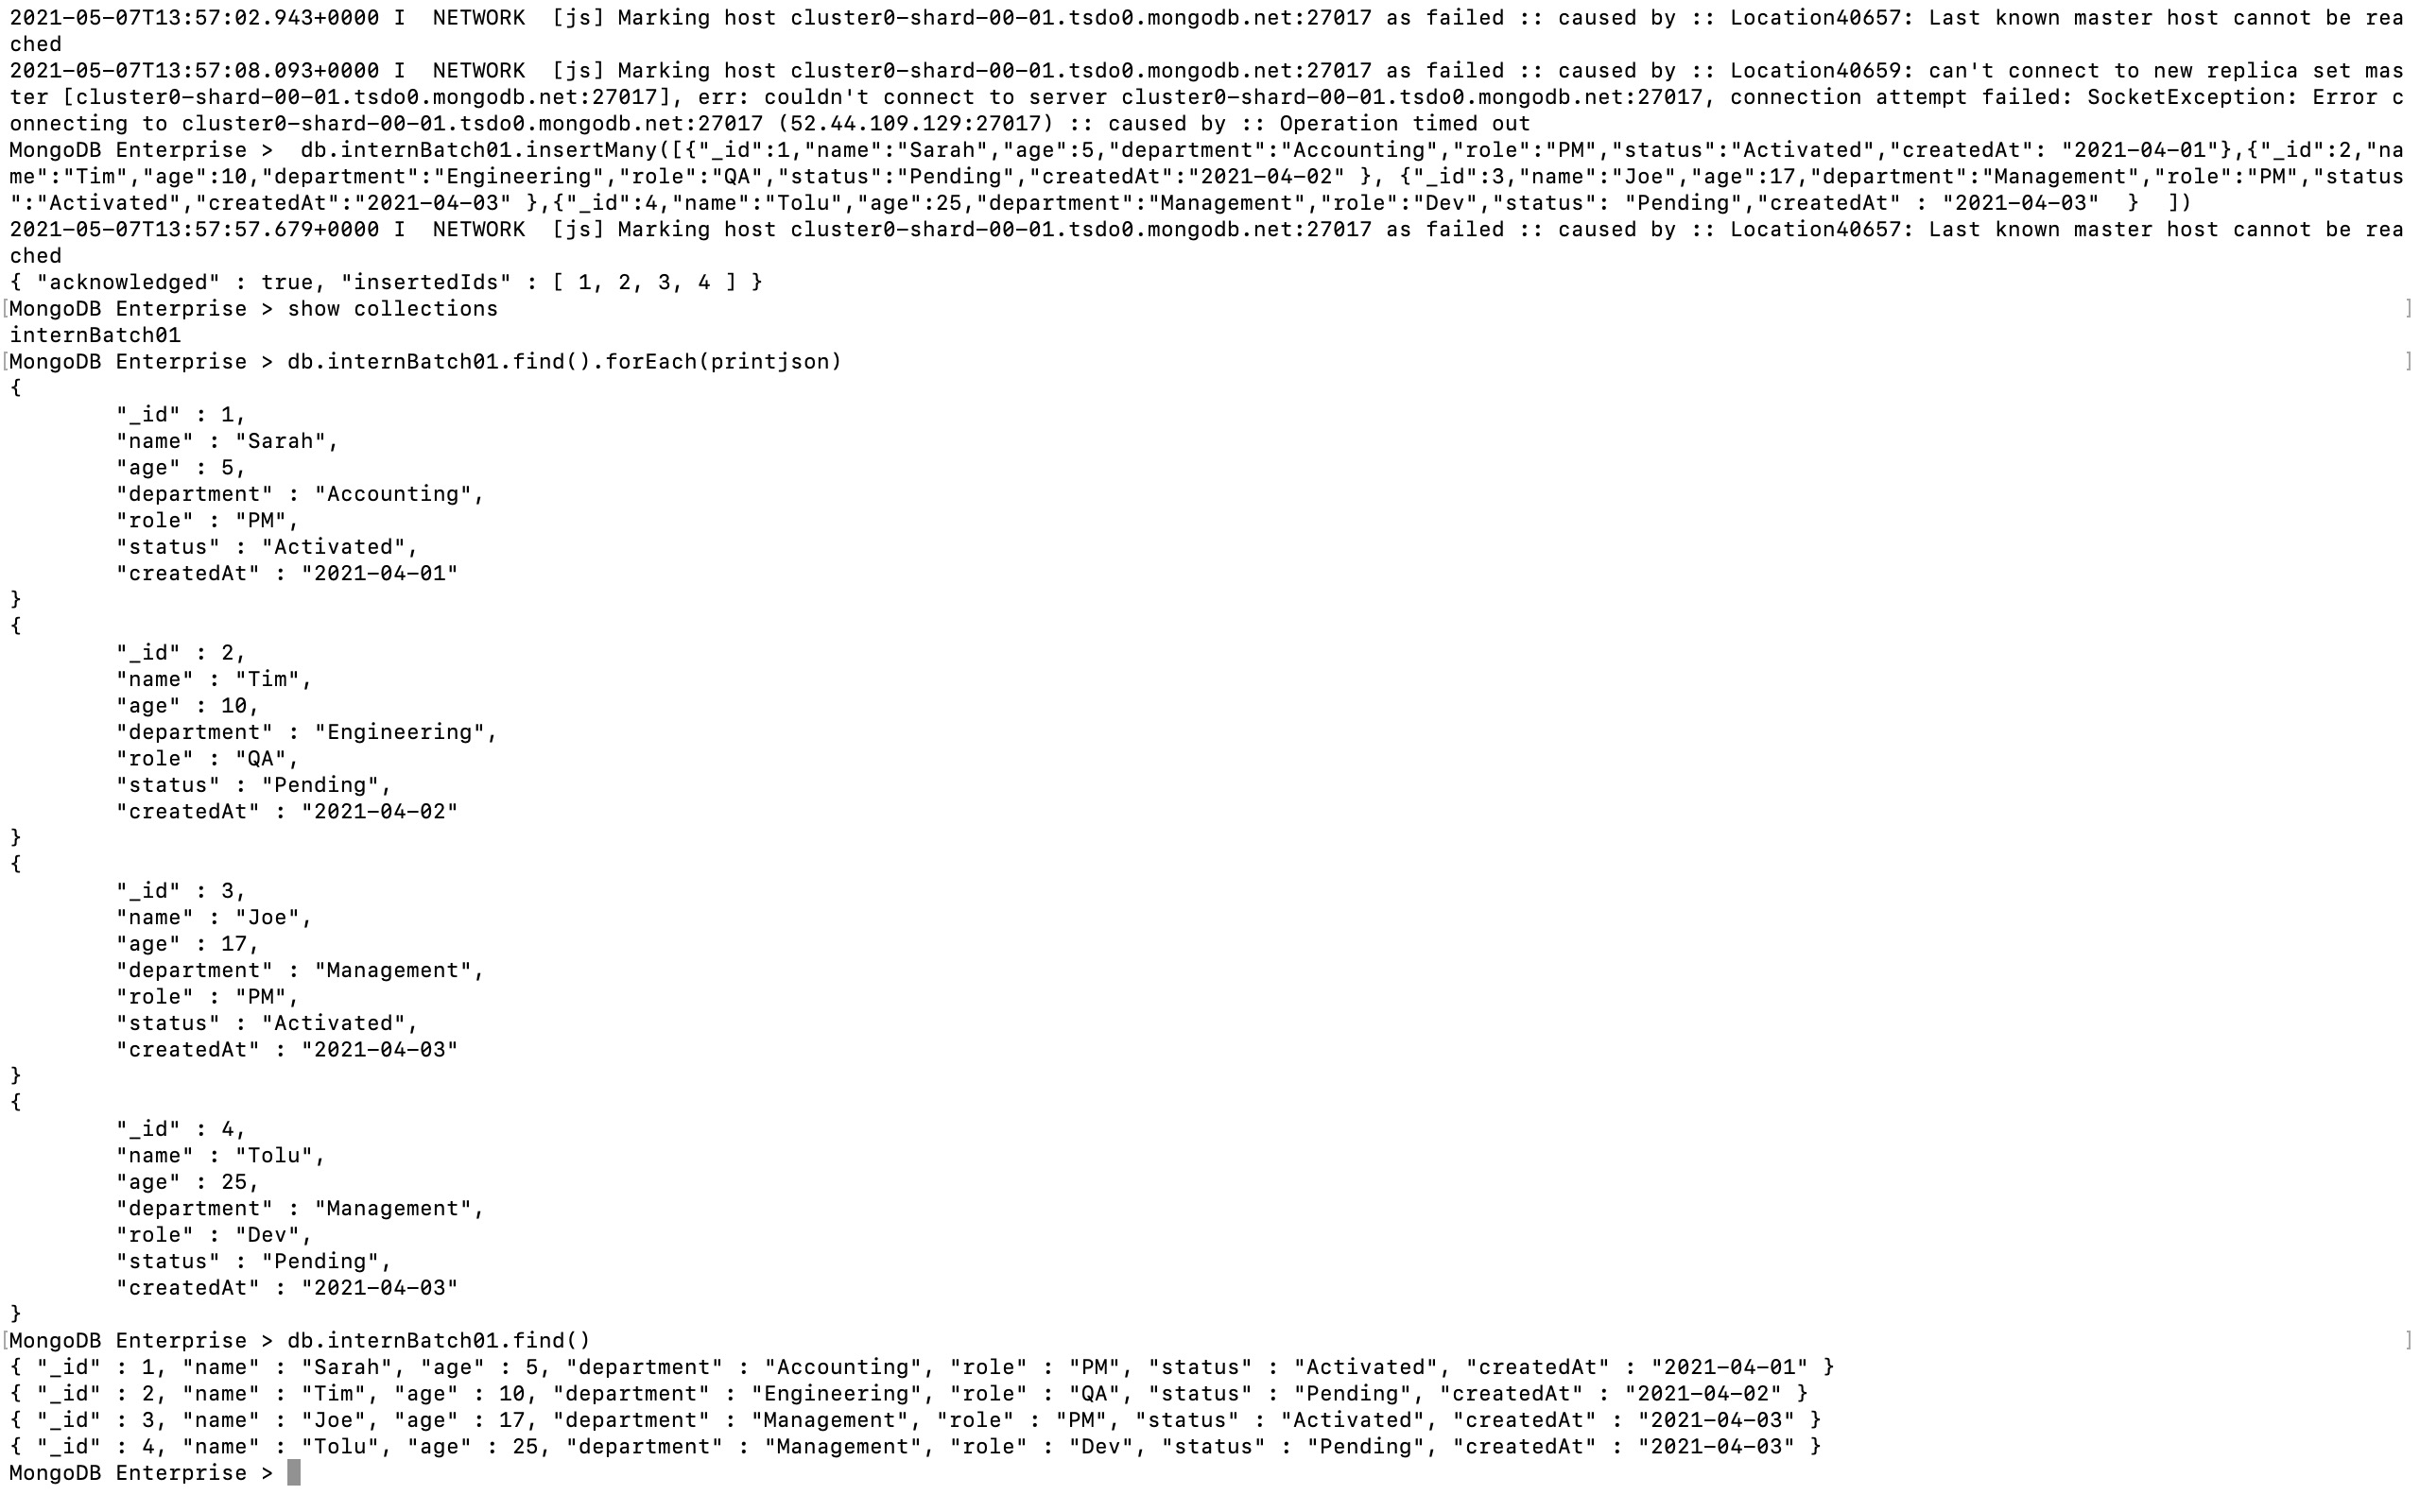 2021-05-07T13:57:02.943+0000 I  NETWORK  [js] Marking host cluster0-shard-00-01.tsdo0.mongodb.net:27017 as failed :: caused by :: Location40657: Last known master host cannot be rea
ched
2021-05-07T13:57:08.093+0000 I  NETWORK  [js] Marking host cluster0-shard-00-01.tsdo0.mongodb.net:27017 as failed :: caused by :: Location40659: can't connect to new replica set mas
ter [cluster0-shard-00-01.tsdo0.mongodb.net:27017], err: couldn't connect to server cluster0-shard-00-01.tsdo0.mongodb.net:27017, connection attempt failed: SocketException: Error c
onnecting to cluster0-shard-00-01.tsdo0.mongodb.net:27017 (52.44.109.129:27017) :: caused by :: Operation timed out
MongoDB Enterprise >  db.internBatch01.insertMany([{"_id":1,"name":"Sarah","age":5,"department":"Accounting","role":"PM","status":"Activated","createdAt": "2021-04-01"},{"_id":2,"na
me":"Tim","age":10,"department":"Engineering","role":"QA","status":"Pending","createdAt":"2021-04-02" }, {"_id":3,"name":"Joe","age":17,"department":"Management","role":"PM","status
":"Activated","createdAt":"2021-04-03" },{"_id":4,"name":"Tolu","age":25,"department":"Management","role":"Dev","status": "Pending","createdAt" : "2021-04-03"  }  ])
2021-05-07T13:57:57.679+0000 I  NETWORK  [js] Marking host cluster0-shard-00-01.tsdo0.mongodb.net:27017 as failed :: caused by :: Location40657: Last known master host cannot be rea
ched
{ "acknowledged" : true, "insertedIds" : [ 1, 2, 3, 4 ] }
[MongoDB Enterprise > show collections ]
internBatch01
[MongoDB Enterprise > db.internBatch01.find().forEach(printjson) ]
{
"_id" : 1,
"name" : "Sarah",
"age" : 5,
"department" : "Accounting",
"role" : "PM",
"status" : "Activated",
"createdAt" : "2021-04-01"
}
{
"_id" : 2,
"name" : "Tim",
"age" : 10,
"department" : "Engineering",
"role" : "QA",
"status" : "Pending",
"createdAt" : "2021-04-02"
}
{
"_id" : 3,
"name" : "Joe",
"age" : 17,
"department" : "Management",
"role" : "PM",
"status" : "Activated",
"createdAt" : "2021-04-03"
}
{
"_id" : 4,
"name" : "Tolu",
"age" : 25,
"department" : "Management",
"role" : "Dev",
"status" : "Pending",
"createdAt" : "2021-04-03"
}
[MongoDB Enterprise > db.internBatch01.find() ]
{ "_id" : 1, "name" : "Sarah", "age" : 5, "department" : "Accounting", "role" : "PM", "status" : "Activated", "createdAt" : "2021-04-01" }
{ "_id" : 2, "name" : "Tim", "age" : 10, "department" : "Engineering", "role" : "QA", "status" : "Pending", "createdAt" : "2021-04-02" }
{ "_id" : 3, "name" : "Joe", "age" : 17, "department" : "Management", "role" : "PM", "status" : "Activated", "createdAt" : "2021-04-03" }
{ "_id" : 4, "name" : "Tolu", "age" : 25, "department" : "Management", "role" : "Dev", "status" : "Pending", "createdAt" : "2021-04-03" }
MongoDB Enterprise >